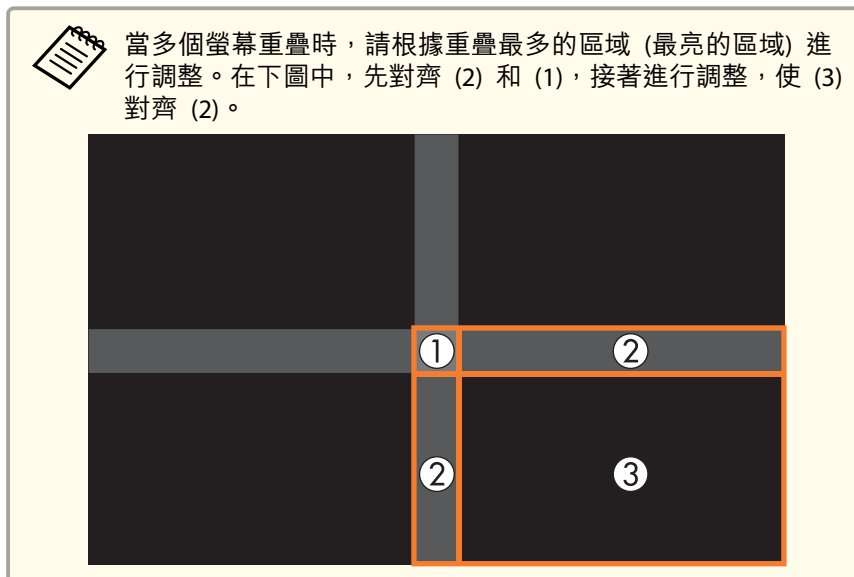 當多個螢幕重疊時，請根據重疊最多的區域 (最亮的區域) 進
行調整。在下圖中，先對齊 (2) 和 (1)，接著進行調整，使 (3)
對齊 (2)。
① ②
② ③